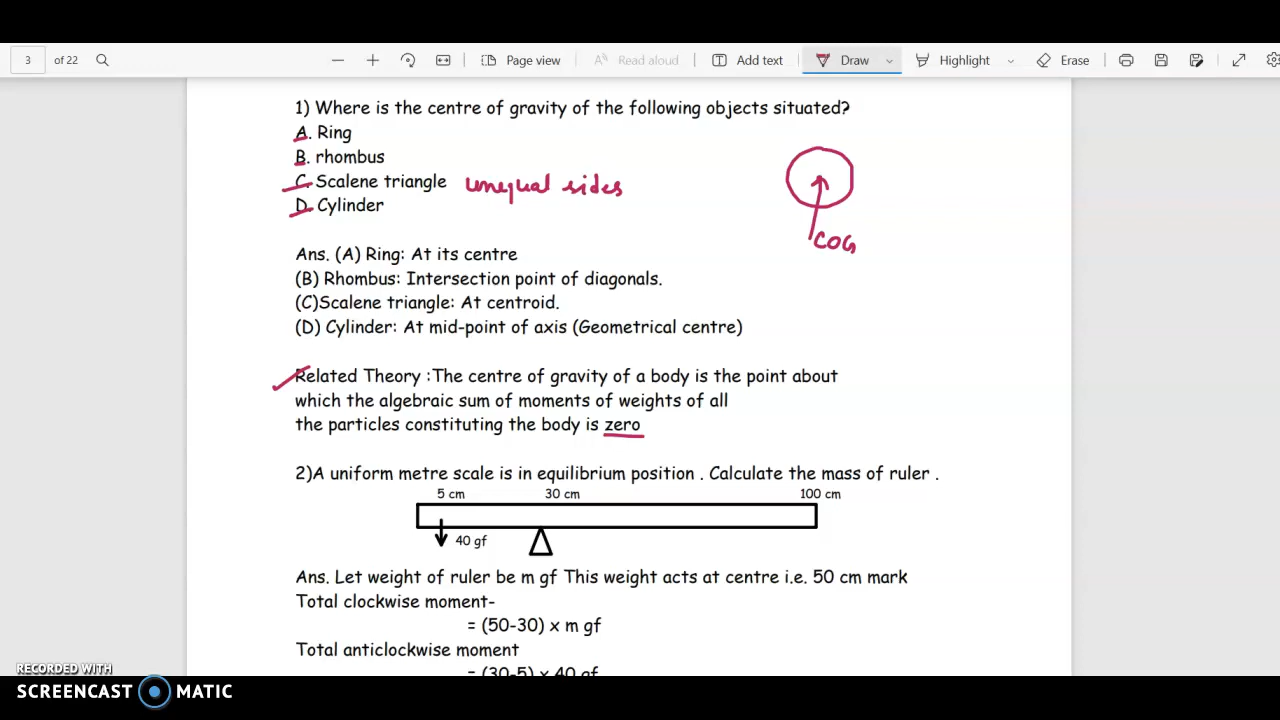 3 of 22 Page view Read aloud Add text Draw Highlight Erase
1) Where is the centre of gravity of the following objects situated?
A. Ring
B. rhombus
C. Scalene triangle unequal sides
D. Cylinder
COG
Ans. (A) Ring: At its centre
(B) Rhombus: Intersection point of diagonals.
(C)Scalene triangle: At centroid.
(D) Cylinder: At mid-point of axis (Geometrical centre)
Related Theory :The centre of gravity of a body is the point about
which the algebraic sum of moments of weights of all
the particles constituting the body is zero
2)A uniform metre scale is in equilibrium position . Calculate the mass of ruler .
5 cm 30 cm 100 cm
40 gf
Ans. Let weight of ruler be m gf This weight acts at centre i.e. 50 cm mark
Total clockwise moment-
= (50-30) x m gf
Total anticlockwise moment
= (30-5) x 40 gf
RECORDED WITH
SCREENCAST MATIC